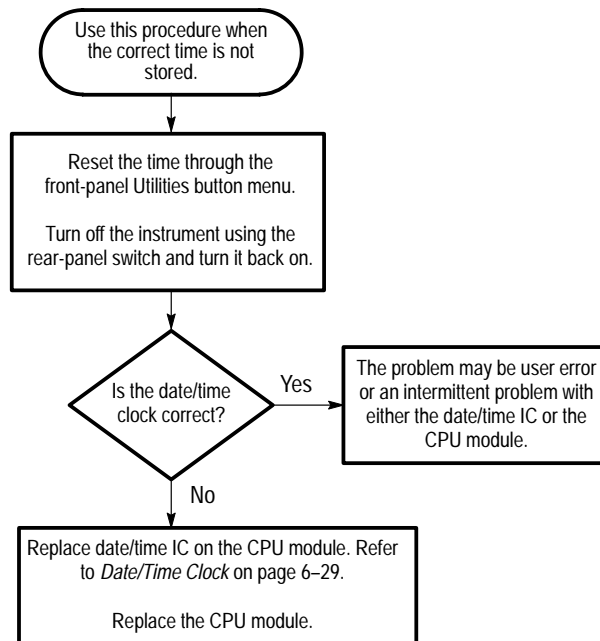 Use this procedure when
the correct time is not
stored.
Reset the time through the
front-panel Utilities button menu.
Turn off the instrument using the
rear-panel switch and turn it back on.
Is the date/time
clock correct?
Yes
The problem may be user error
or an intermittent problem with
either the date/time IC or the
CPU module.
No
Replace date/time IC on the CPU module. Refer
to Date/Time Clock on page 6–29.
Replace the CPU module.